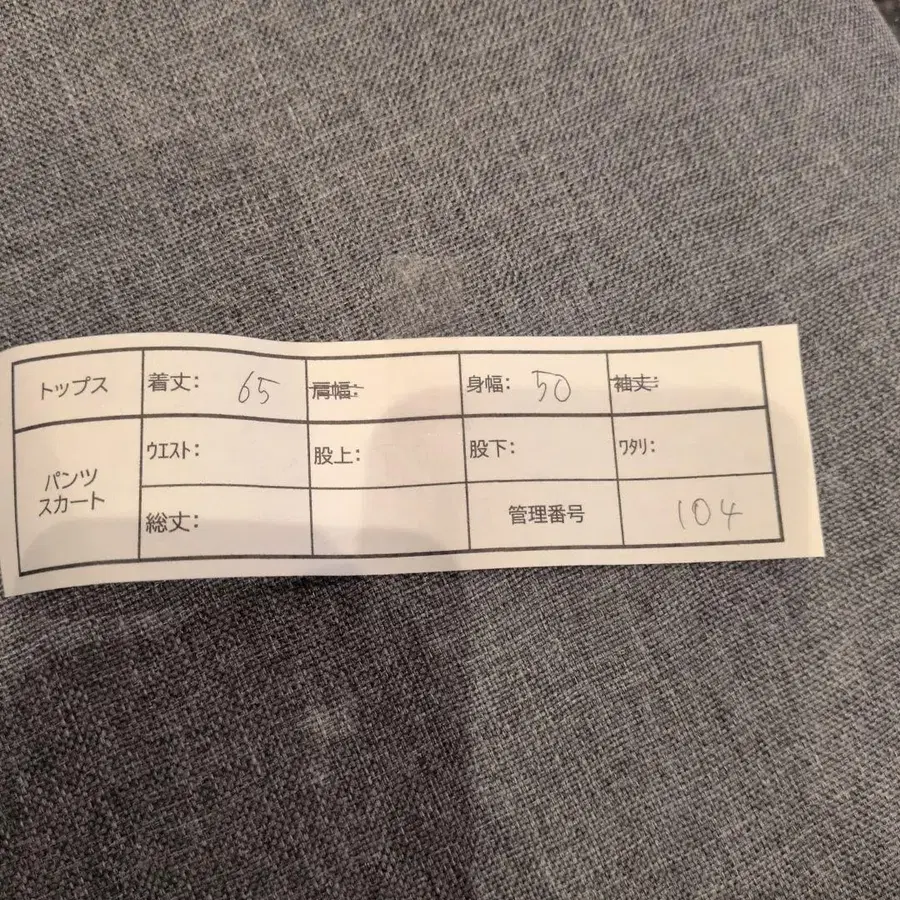 トップス 着丈: 65 肩幅: 身幅: 50 袖丈:
パンツ
スカート
ウエスト: 股上: 股下: ワタリ:
総丈: 管理番号 104